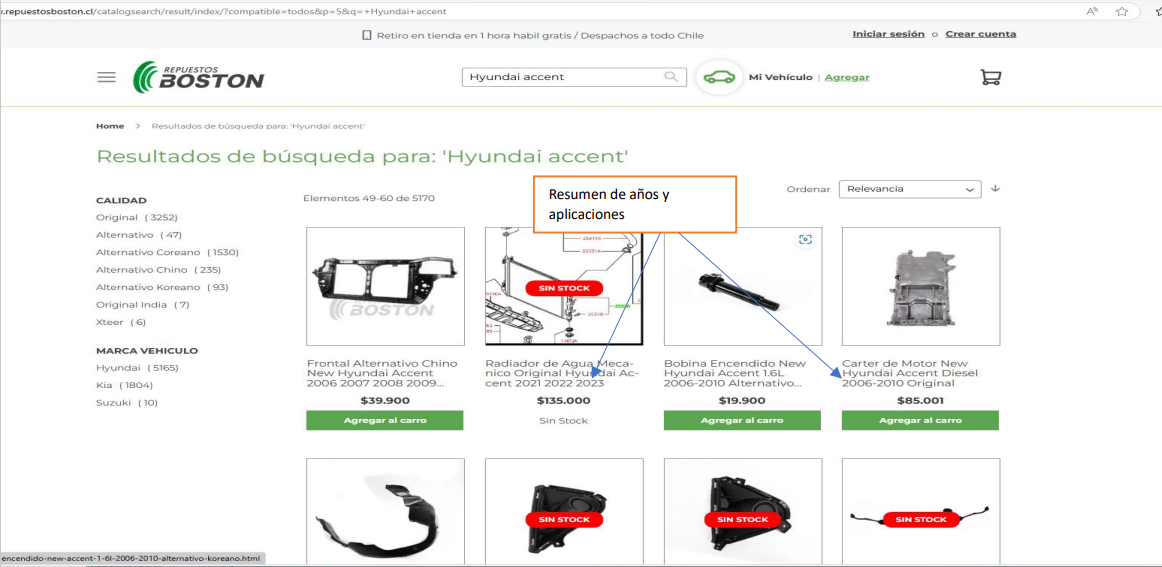 .repuestosboston.cl/catalogsearch/result/index/?compatible=todos&p=5&q=+Hyundai+accent
Retiro en tienda en 1 hora habil gratis / Despachos a todo Chile
Iniciar sesión o Crear cuenta
REPUESTOS
BOSTON
Hyundai accent
Mi Vehículo | Agregar
Home > Resultados de búsqueda para: 'Hyundai accent'
Resultados de búsqueda para: 'Hyundai accent'
CALIDAD
Original (3252)
Alternativo (47)
Alternativo Coreano (1530)
Alternativo Chino (235)
Alternativo Koreano (93)
Original India (7)
Xteer (6)
MARCA VEHICULO
Hyundai (5165)
Kia (1804)
Suzuki (10)
Elementos 49-60 de 5170
Resumen de años y
aplicaciones
Ordenar Relevancia
BOSTON
Frontal Alternativo Chino
New Hyundai Accent
2006 2007 2008 2009...
$39.900
Agregar al carro
25331A
SIN STOCK
Radiador de Agua Meca-
nico Original Hyundai Ac-
cent 2021 2022 2023
$135.000
Sin Stock
Bobina Encendido New
Hyundai Accent 1.6L
2006-2010 Alternativo...
$19.900
Agregar al carro
Carter de Motor New
Hyundai Accent Diesel
2006-2010 Original
$85.001
Agregar al carro
SIN STOCK
SIN STOCK
SIN STOCK
encendido-new-accent-1-6l-2006-2010-alternativo-koreano.html